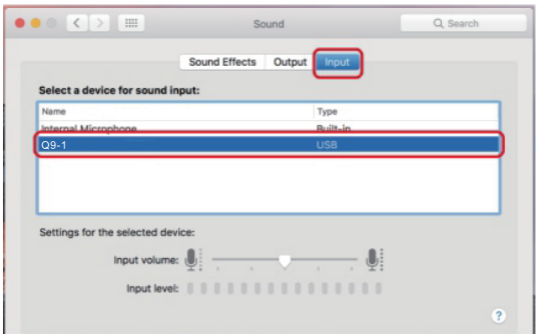 Sound
Search
Sound Effects Output Input
Select a device for sound input:
Name Type
Internal Microphone Built-in
Q9-1 USB
Settings for the selected device:
Input volume:
Input level:
?